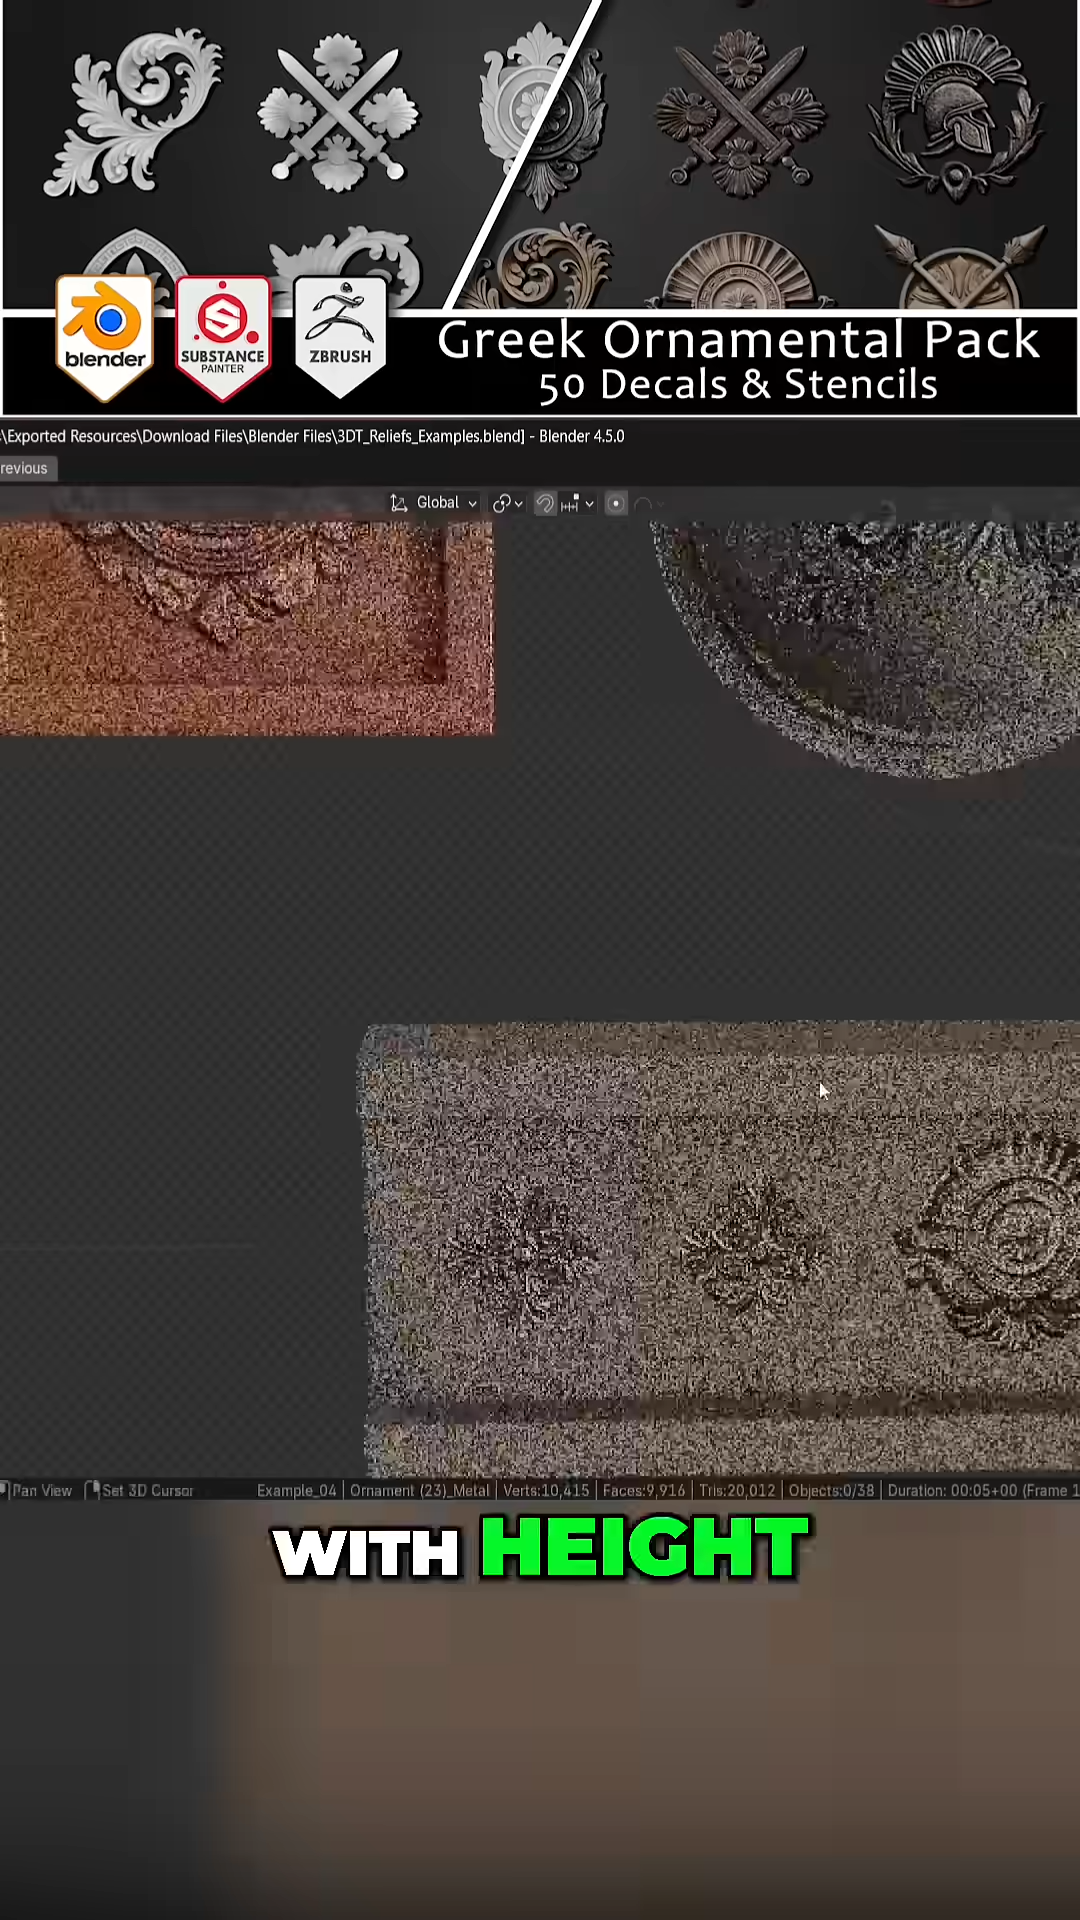 blender
SUBSTANCE
PAINTER
ZBRUSH
Greek Ornamental Pack
50 Decals & Stencils
\Exported Resources\Download Files\Blender Files\3DT_Reliefs_Examples.blend] - Blender 4.5.0
revious
Global
Pan View Set 3D Cursor Example_04 | Ornament (23)_Metal | Verts:10,415 | Faces:9,916 | Tris:20,012 | Objects:0/38 | Duration: 00:05+00 (Frame 1
WITH HEIGHT